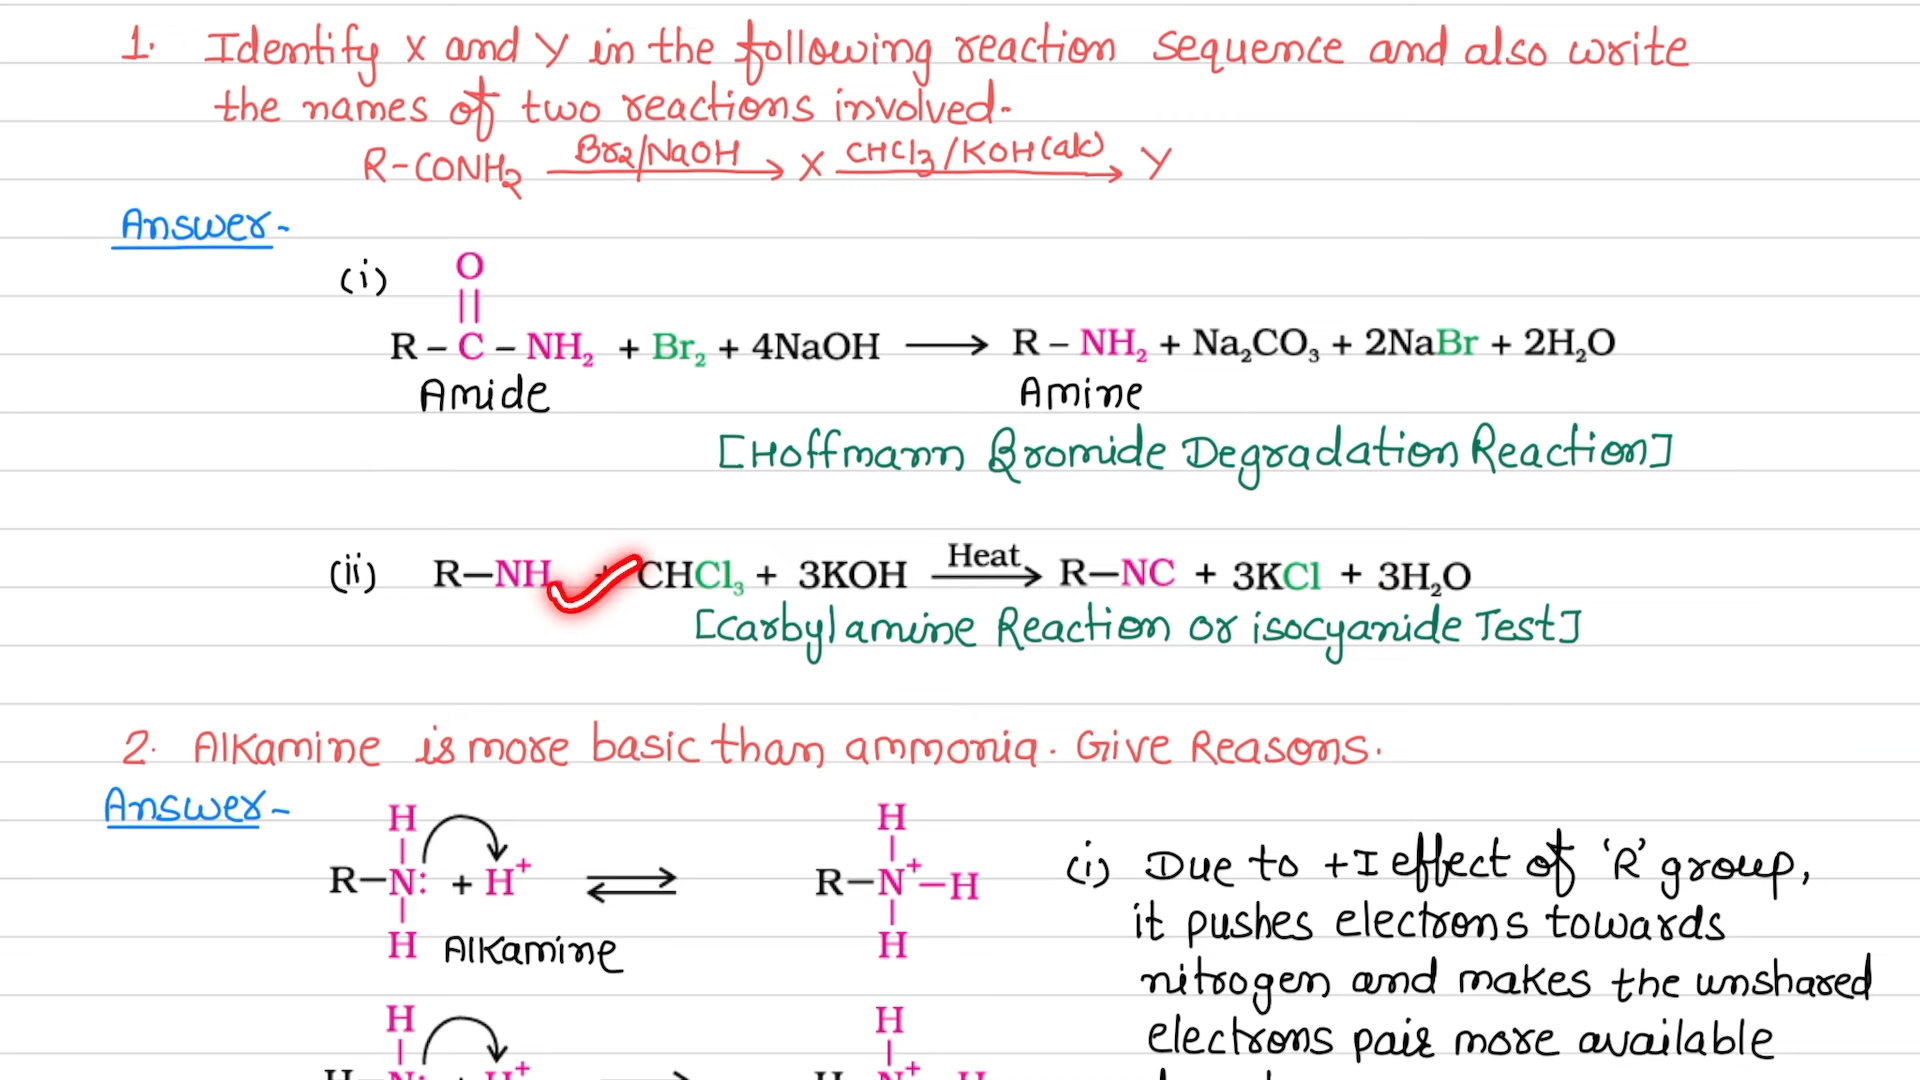 1. Identify X and Y in the following reaction sequence and also write
the names of two reactions involved-
R-CONH₂ Br₂/NaOH → X CHCl₃/KOH(alc) → Y
Answer-
(i)
O
||
R – C – NH₂ + Br₂ + 4NaOH ⟶ R – NH₂ + Na₂CO₃ + 2NaBr + 2H₂O
Amide Amine
[Hoffmann Bromide Degradation Reaction]
(ii) R—NH + CHCl₃ + 3KOH Heat → R—NC + 3KCl + 3H₂O
[Carbylamine Reaction or isocyanide Test]
2. Alkamine is more basic than ammonia. Give Reasons.
Answer-
H H
| |
R—N: + H⁺ ⇌ R—N⁺—H
| |
H Alkamine H
(i) Due to +I effect of 'R' group,
it pushes electrons towards
nitrogen and makes the unshared
electrons pair more available
H H
| |